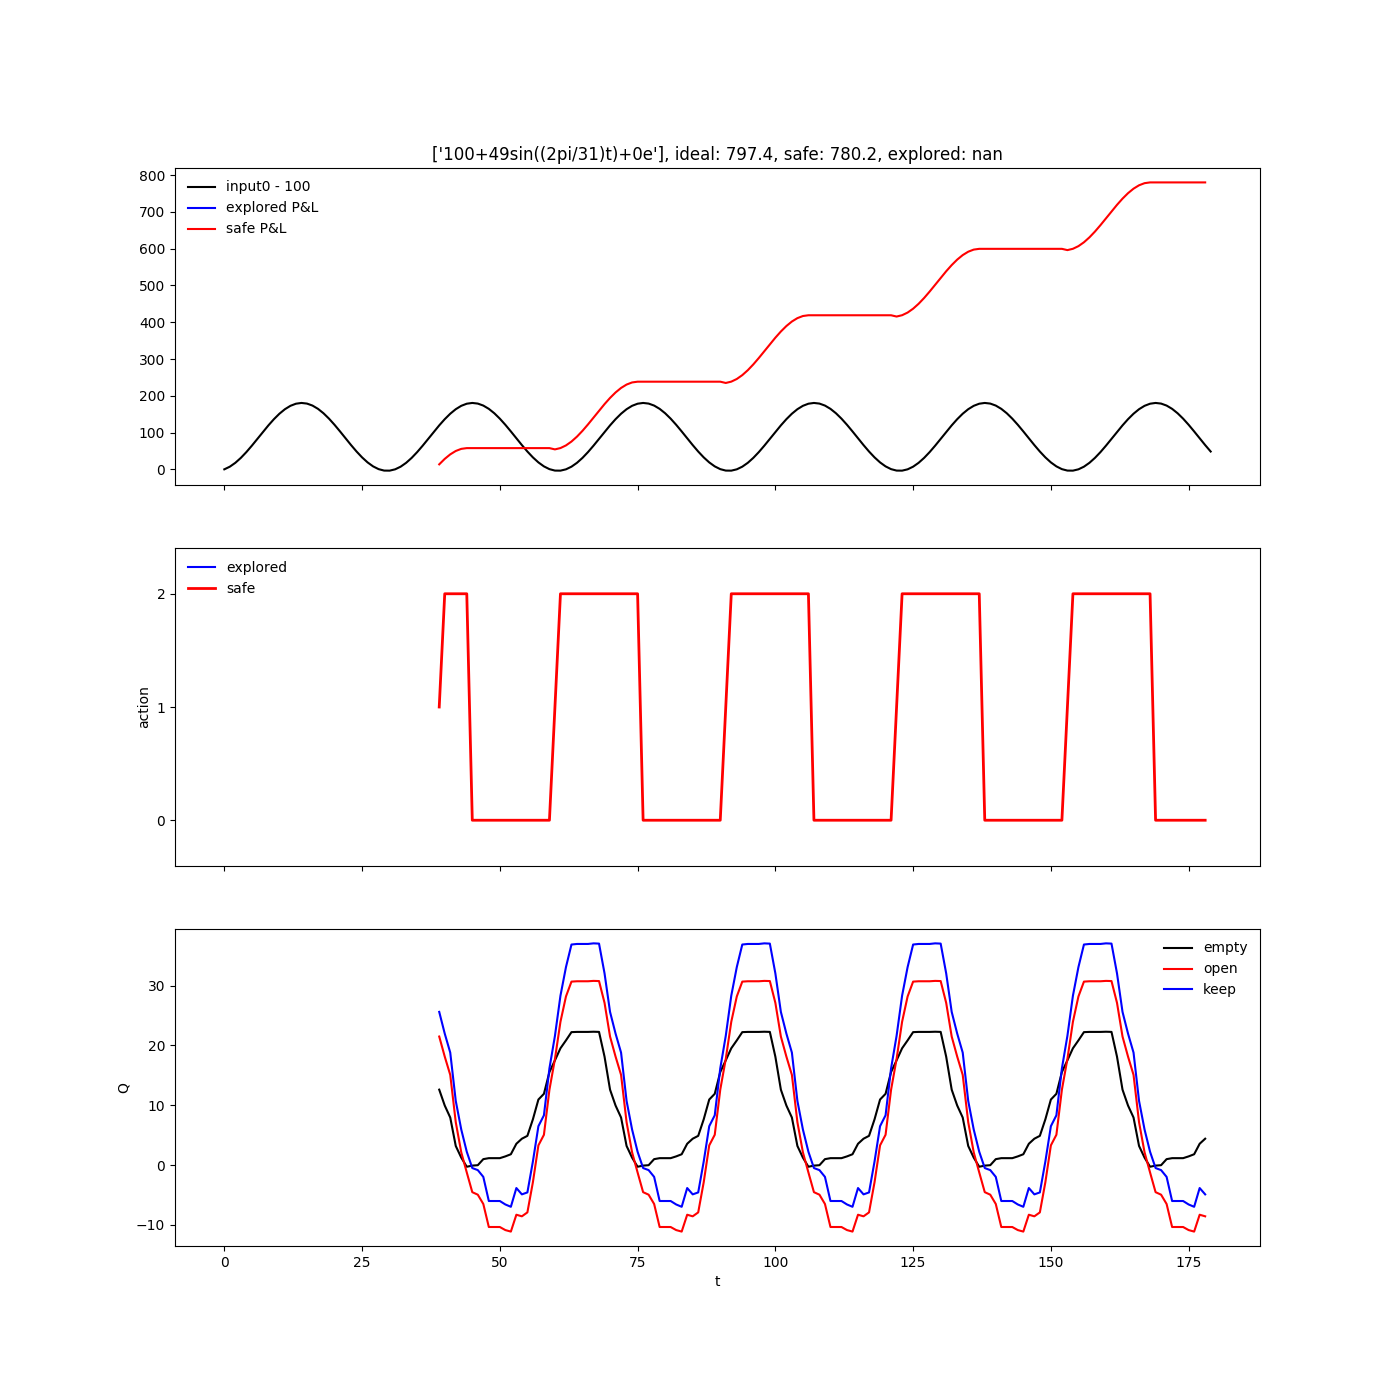 ['100+49sin((2pi/31)t)+0e'], ideal: 797.4, safe: 780.2, explored: nan
800
700
600
500
400
300
200
100
0
input0 - 100
explored P&L
safe P&L
action
2
1
0
explored
safe
Q
30
20
10
0
−10
empty
open
keep
0 25 50 75 100 125 150 175
t